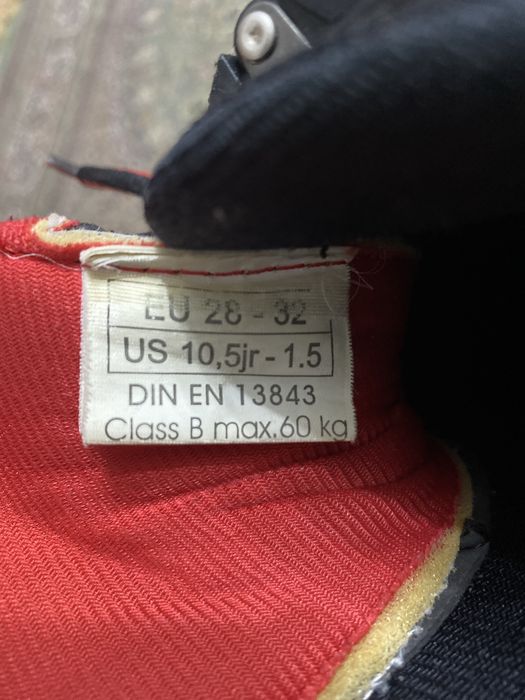 EU 28 - 32
US 10,5jr - 1.5
DIN EN 13843
Class B max.60 kg